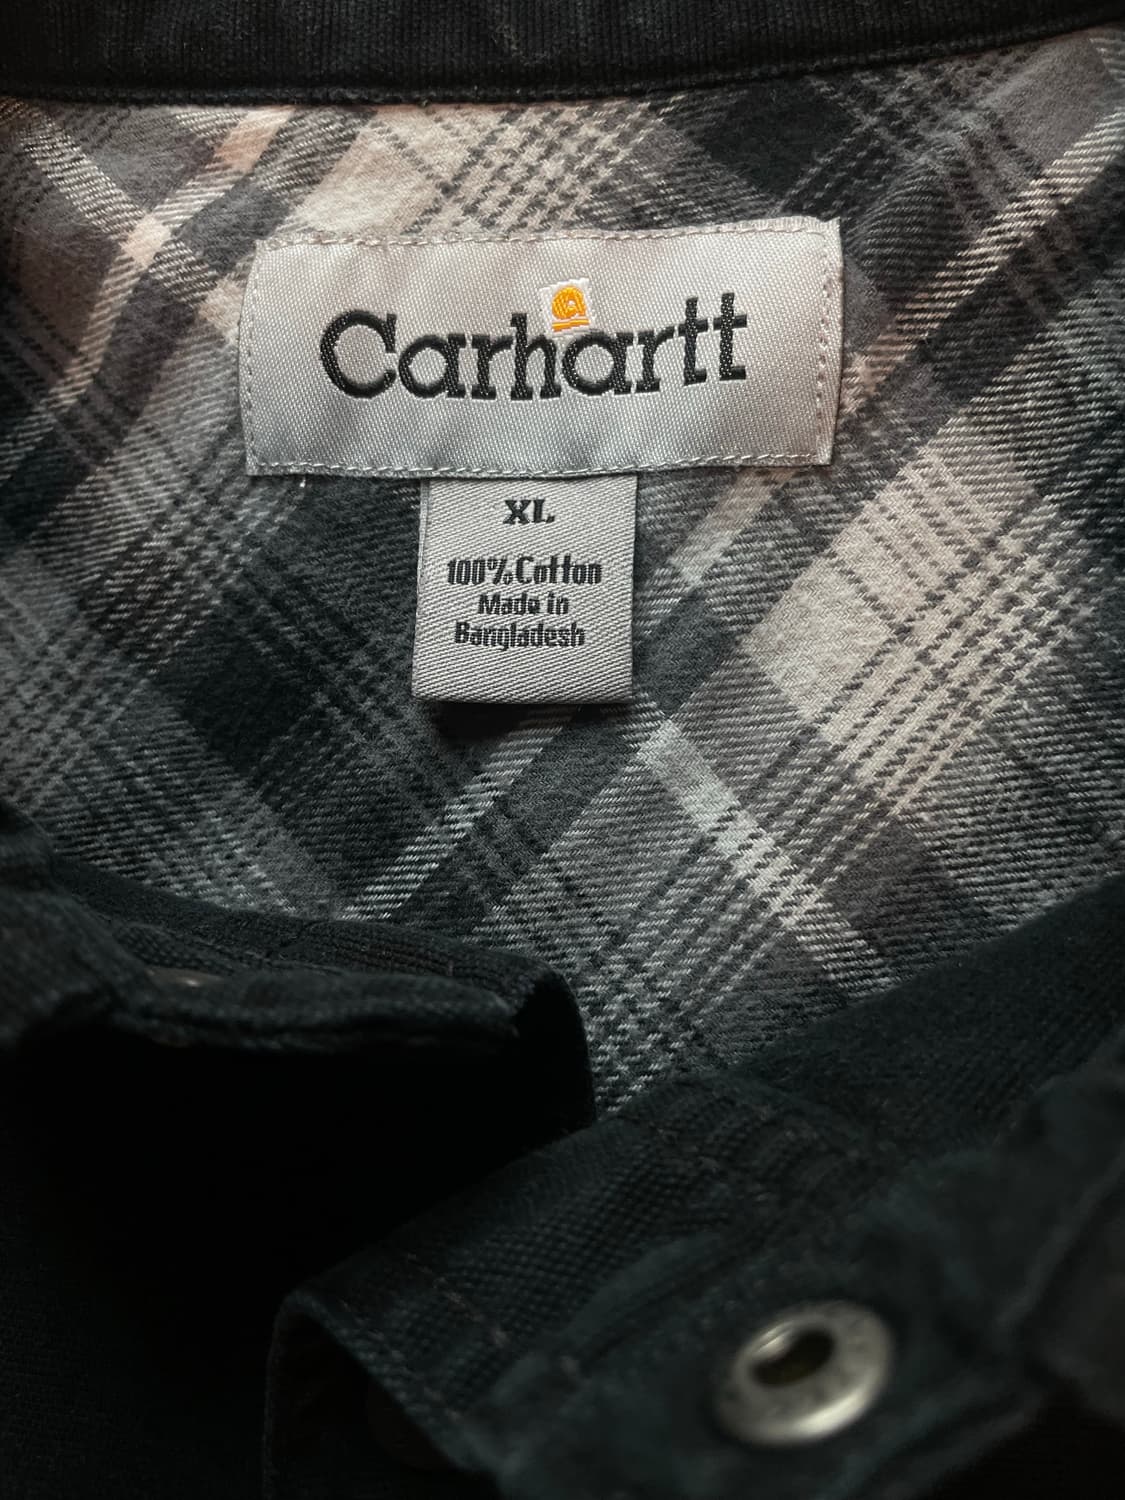 Carhartt
XL
100% Cotton
Made in
Bangladesh